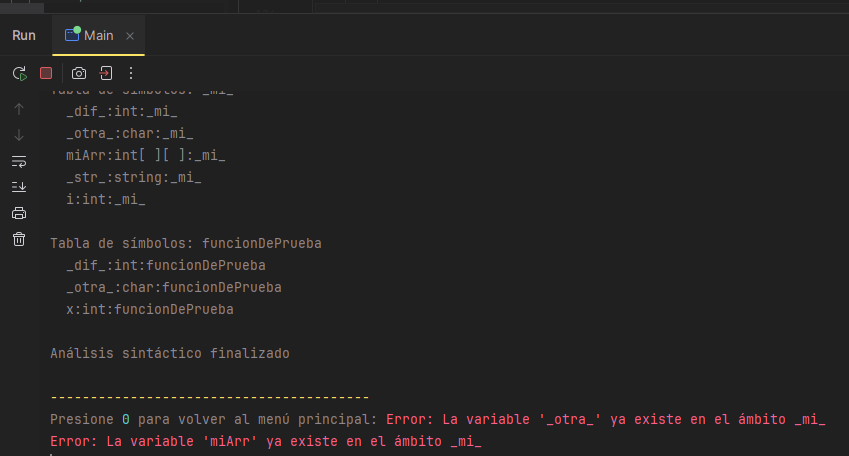 Run
Main
Tabla de símbolos: _mi_
_dif_:int:_mi_
_otra_:char:_mi_
miArr:int[ ][ ]:_mi_
_str_:string:_mi_
i:int:_mi_
Tabla de símbolos: funcionDePrueba
_dif_:int:funcionDePrueba
_otra_:char:funcionDePrueba
x:int:funcionDePrueba
Análisis sintáctico finalizado
----------------------------------------
Presione 0 para volver al menú principal: Error: La variable '_otra_' ya existe en el ámbito _mi_
Error: La variable 'miArr' ya existe en el ámbito _mi_